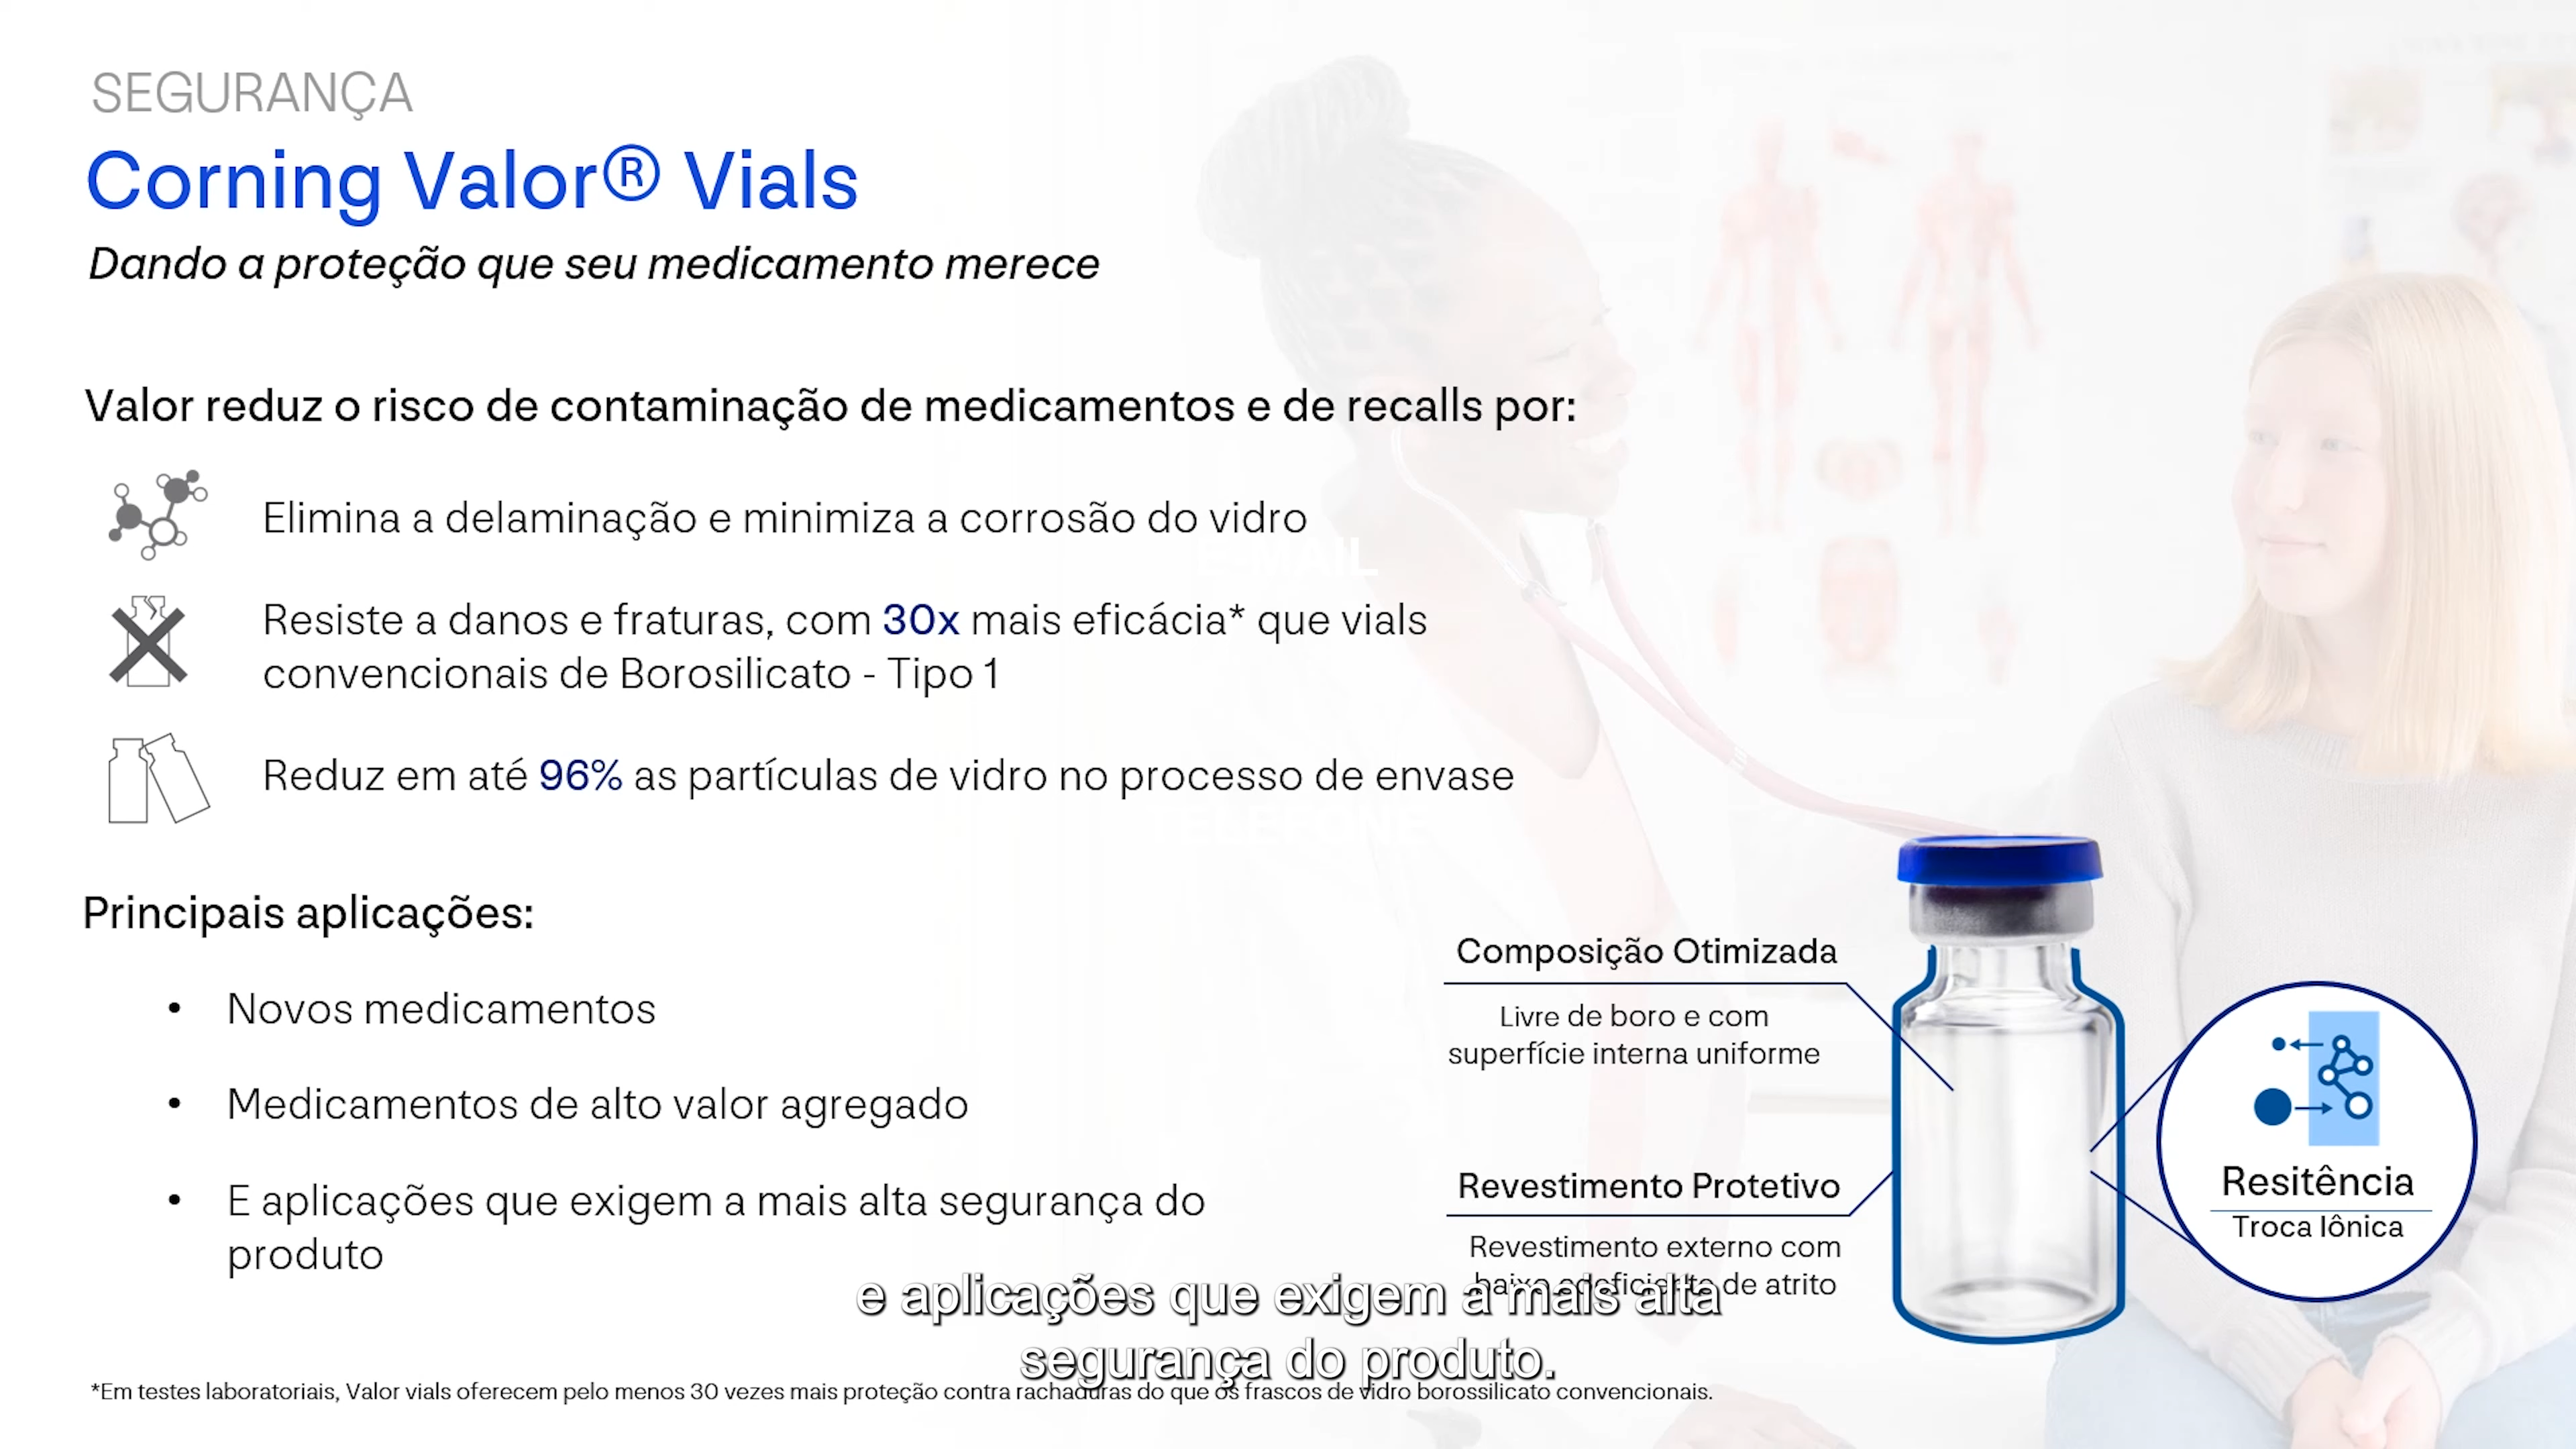 SEGURANÇA
Corning Valor® Vials
Dando a proteção que seu medicamento merece
Valor reduz o risco de contaminação de medicamentos e de recalls por:
Elimina a delaminação e minimiza a corrosão do vidro
Resiste a danos e fraturas, com 30x mais eficácia* que vials
convencionais de Borosilicato - Tipo 1
Reduz em até 96% as partículas de vidro no processo de envase
Principais aplicações:
• Novos medicamentos
• Medicamentos de alto valor agregado
• E aplicações que exigem a mais alta segurança do
produto
Composição Otimizada
Livre de boro e com
superfície interna uniforme
Revestimento Protetivo
Revestimento externo com
baixo coeficiente de atrito
Resitência
Troca Iônica
e aplicações que exigem a mais alta
segurança do produto.
*Em testes laboratoriais, Valor vials oferecem pelo menos 30 vezes mais proteção contra rachaduras do que os frascos de vidro borossilicato convencionais.
E-MAIL
TELEFONE